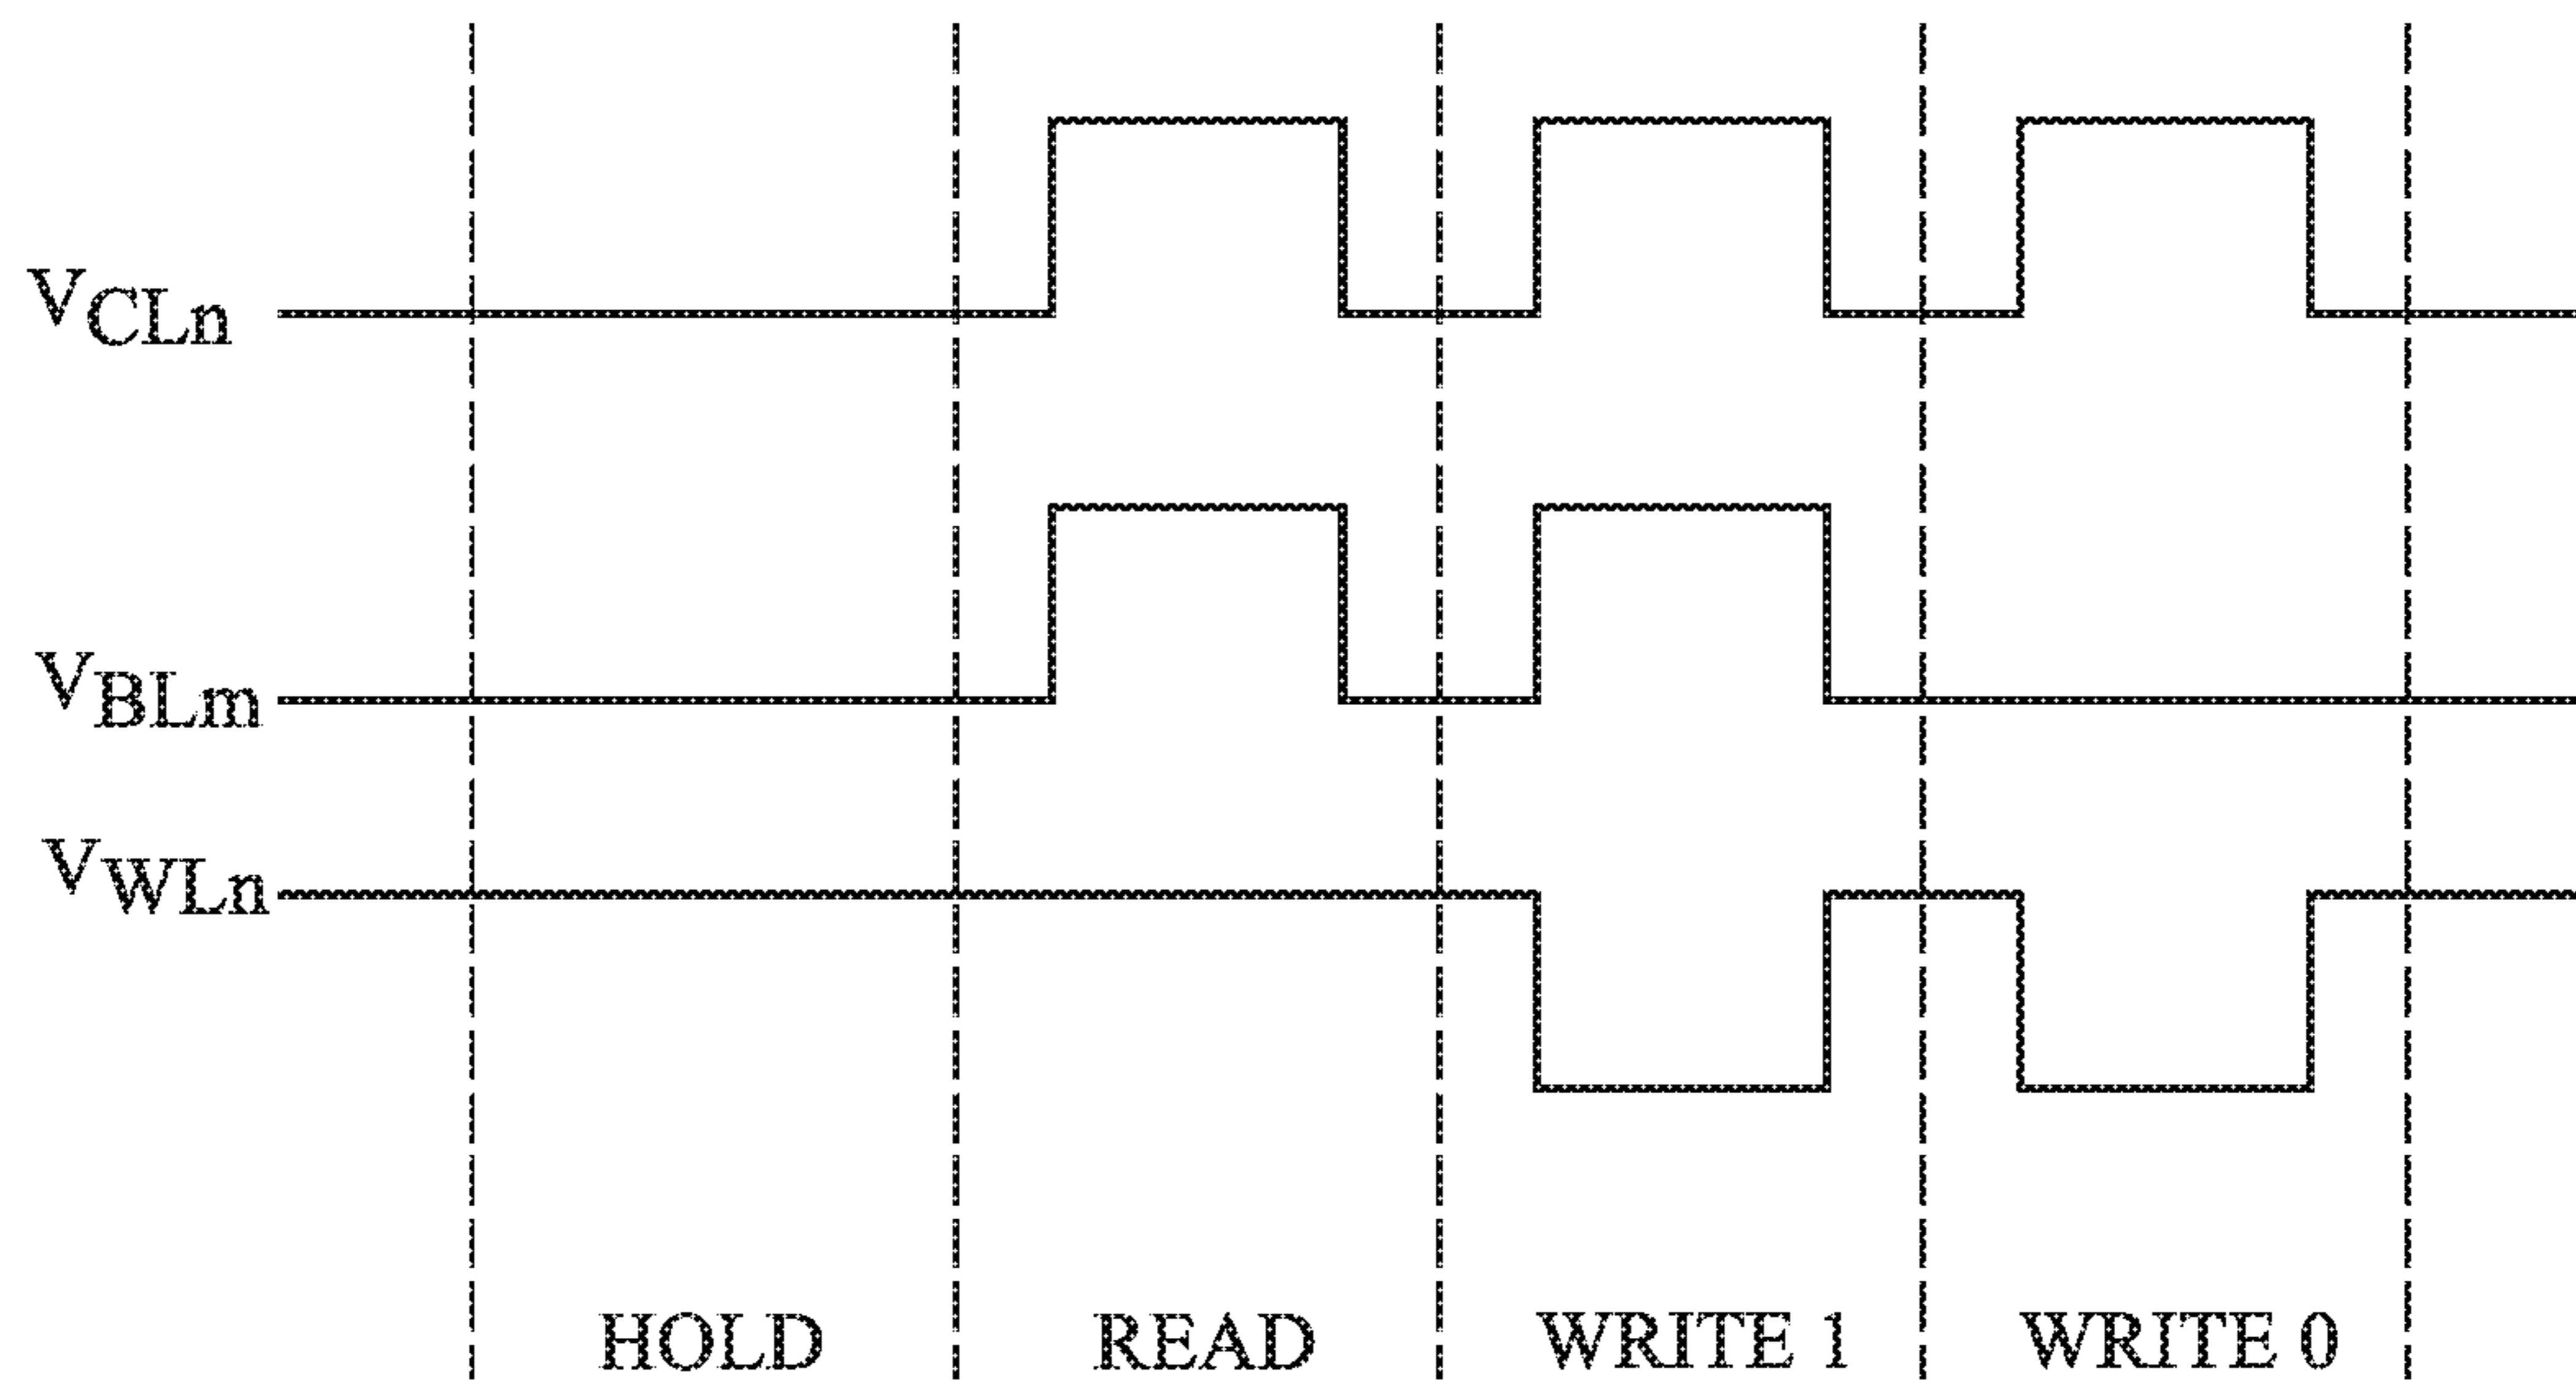 VCLn
VBLm
VWLn
HOLD READ WRITE 1 WRITE 0